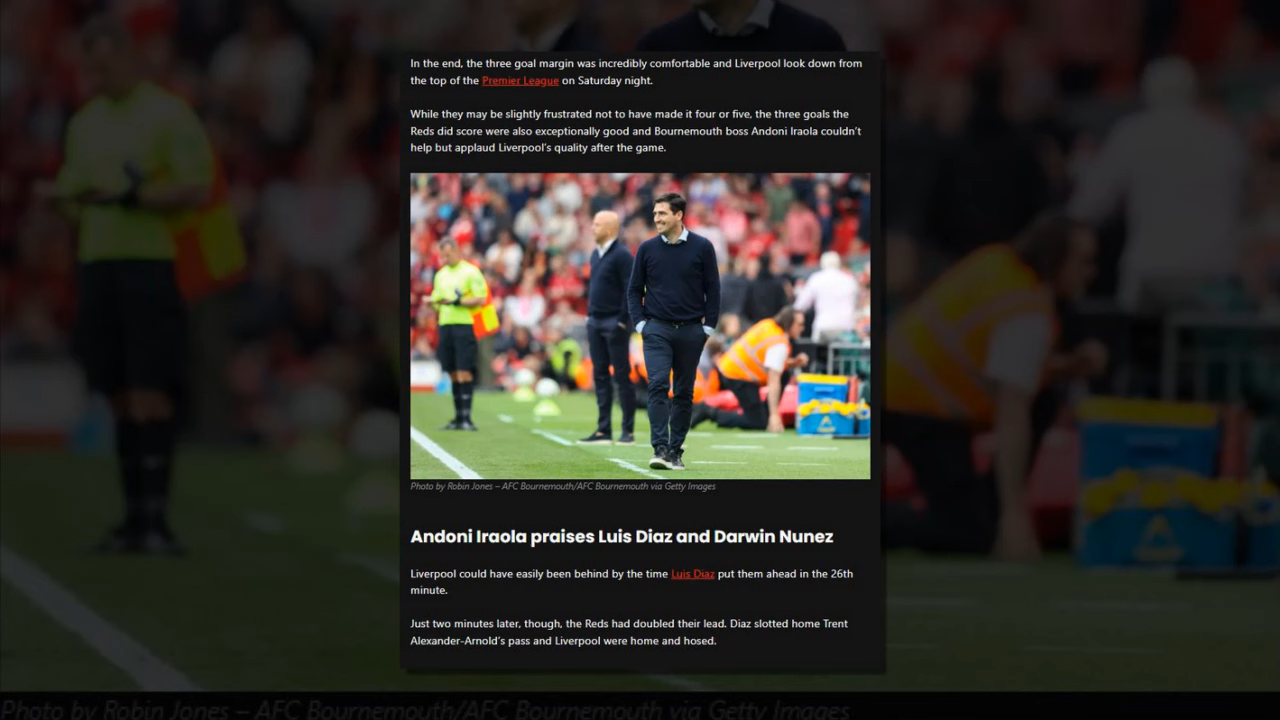 In the end, the three goal margin was incredibly comfortable and Liverpool look down from
the top of the Premier League on Saturday night.
While they may be slightly frustrated not to have made it four or five, the three goals the
Reds did score were also exceptionally good and Bournemouth boss Andoni Iraola couldn’t
help but applaud Liverpool’s quality after the game.
Photo by Robin Jones – AFC Bournemouth/AFC Bournemouth via Getty Images
Andoni Iraola praises Luis Diaz and Darwin Nunez
Liverpool could have easily been behind by the time Luis Diaz put them ahead in the 26th
minute.
Just two minutes later, though, the Reds had doubled their lead. Diaz slotted home Trent
Alexander-Arnold’s pass and Liverpool were home and hosed.
Photo by Robin Jones – AFC Bournemouth/AFC Bournemouth via Getty Images